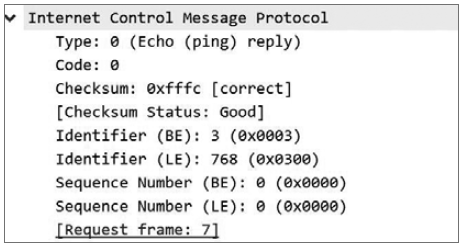 Internet Control Message Protocol
Type: 0 (Echo (ping) reply)
Code: 0
Checksum: 0xfffc [correct]
[Checksum Status: Good]
Identifier (BE): 3 (0x0003)
Identifier (LE): 768 (0x0300)
Sequence Number (BE): 0 (0x0000)
Sequence Number (LE): 0 (0x0000)
[Request frame: 7]